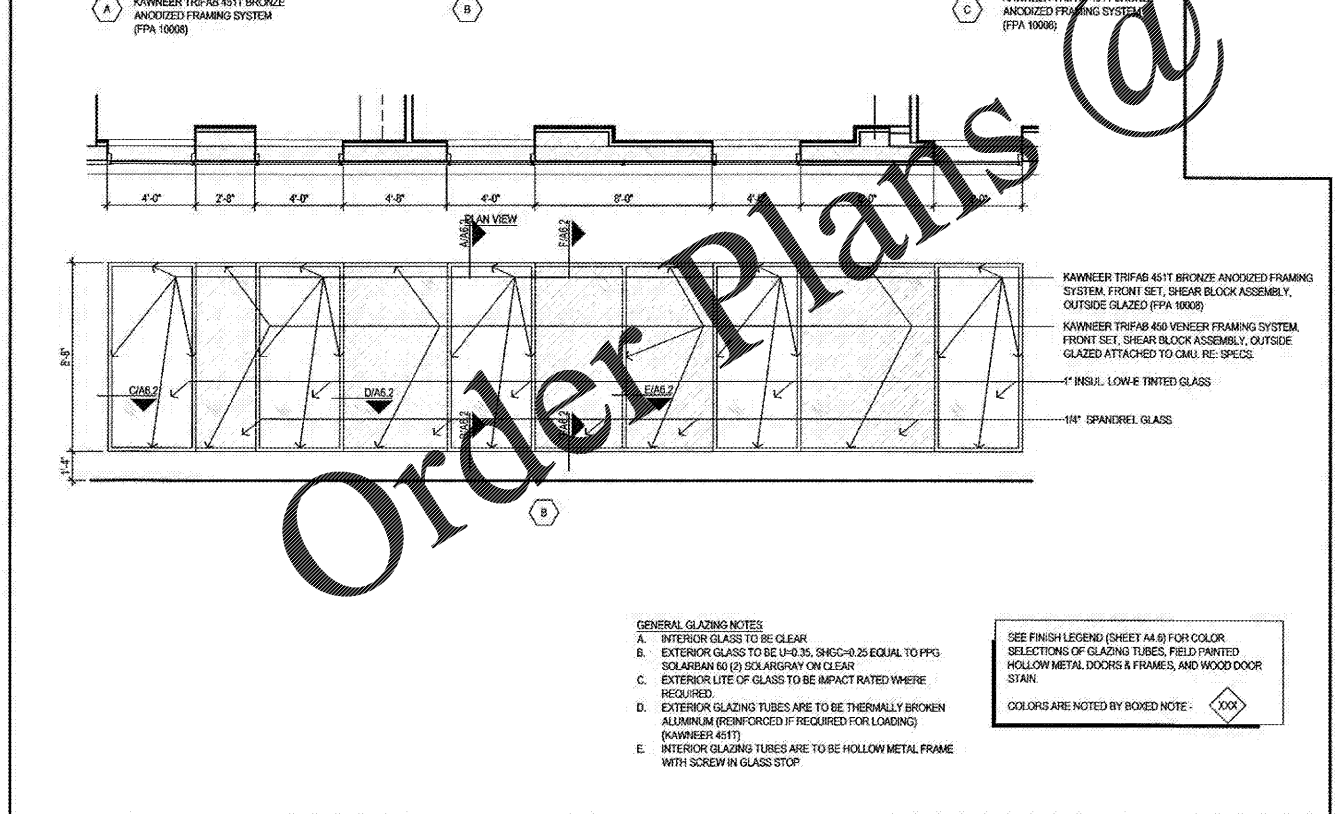 A
KAWNEER TRIFAB 451T BRONZE
ANODIZED FRAMING SYSTEM
(FPA 10008)
B
C
ANODIZED FRAMING SYSTEM
(FPA 10008)
4'-0"
2'-8"
4'-0"
4'-8"
4'-0"
8'-0"
PLAN VIEW
A/A6.2
F/A6.2
8'-8"
1'-4"
C/A6.2
D/A6.2
E/A6.2
KAWNEER TRIFAB 451T BRONZE ANODIZED FRAMING
SYSTEM, FRONT SET, SHEAR BLOCK ASSEMBLY,
OUTSIDE GLAZED (FPA 10008)
KAWNEER TRIFAB 450 VENEER FRAMING SYSTEM,
FRONT SET, SHEAR BLOCK ASSEMBLY, OUTSIDE
GLAZED ATTACHED TO CMU. RE: SPECS.
1" INSUL. LOW-E TINTED GLASS
1/4" SPANDREL GLASS
B
Order Plans @
GENERAL GLAZING NOTES
A. INTERIOR GLASS TO BE CLEAR
B. EXTERIOR GLASS TO BE U=0.35, SHGC=0.25 EQUAL TO PPG
SOLARBAN 60 (2) SOLARGRAY ON CLEAR
C. EXTERIOR LITE OF GLASS TO BE IMPACT RATED WHERE
REQUIRED.
D. EXTERIOR GLAZING TUBES ARE TO BE THERMALLY BROKEN
ALUMINUM (REINFORCED IF REQUIRED FOR LOADING)
(KAWNEER 451T)
E. INTERIOR GLAZING TUBES ARE TO BE HOLLOW METAL FRAME
WITH SCREW IN GLASS STOP
SEE FINISH LEGEND (SHEET A4.6) FOR COLOR
SELECTIONS OF GLAZING TUBES, FIELD PAINTED
HOLLOW METAL DOORS & FRAMES, AND WOOD DOOR
STAIN.
COLORS ARE NOTED BY BOXED NOTE - XXX